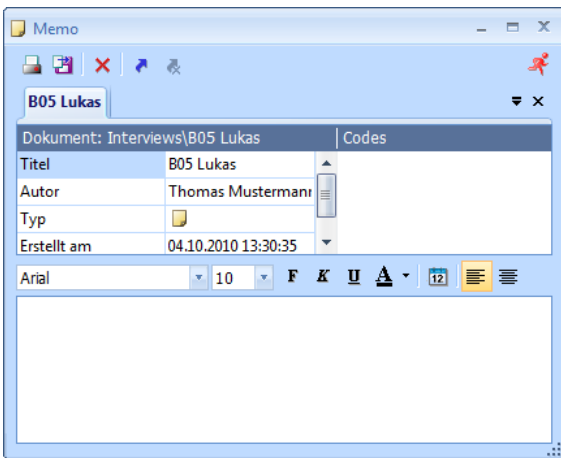 Memo
B05 Lukas
Dokument: Interviews\B05 Lukas Codes
Titel B05 Lukas
Autor Thomas Mustermann
Typ
Erstellt am 04.10.2010 13:30:35
Arial 10 F K U A 12